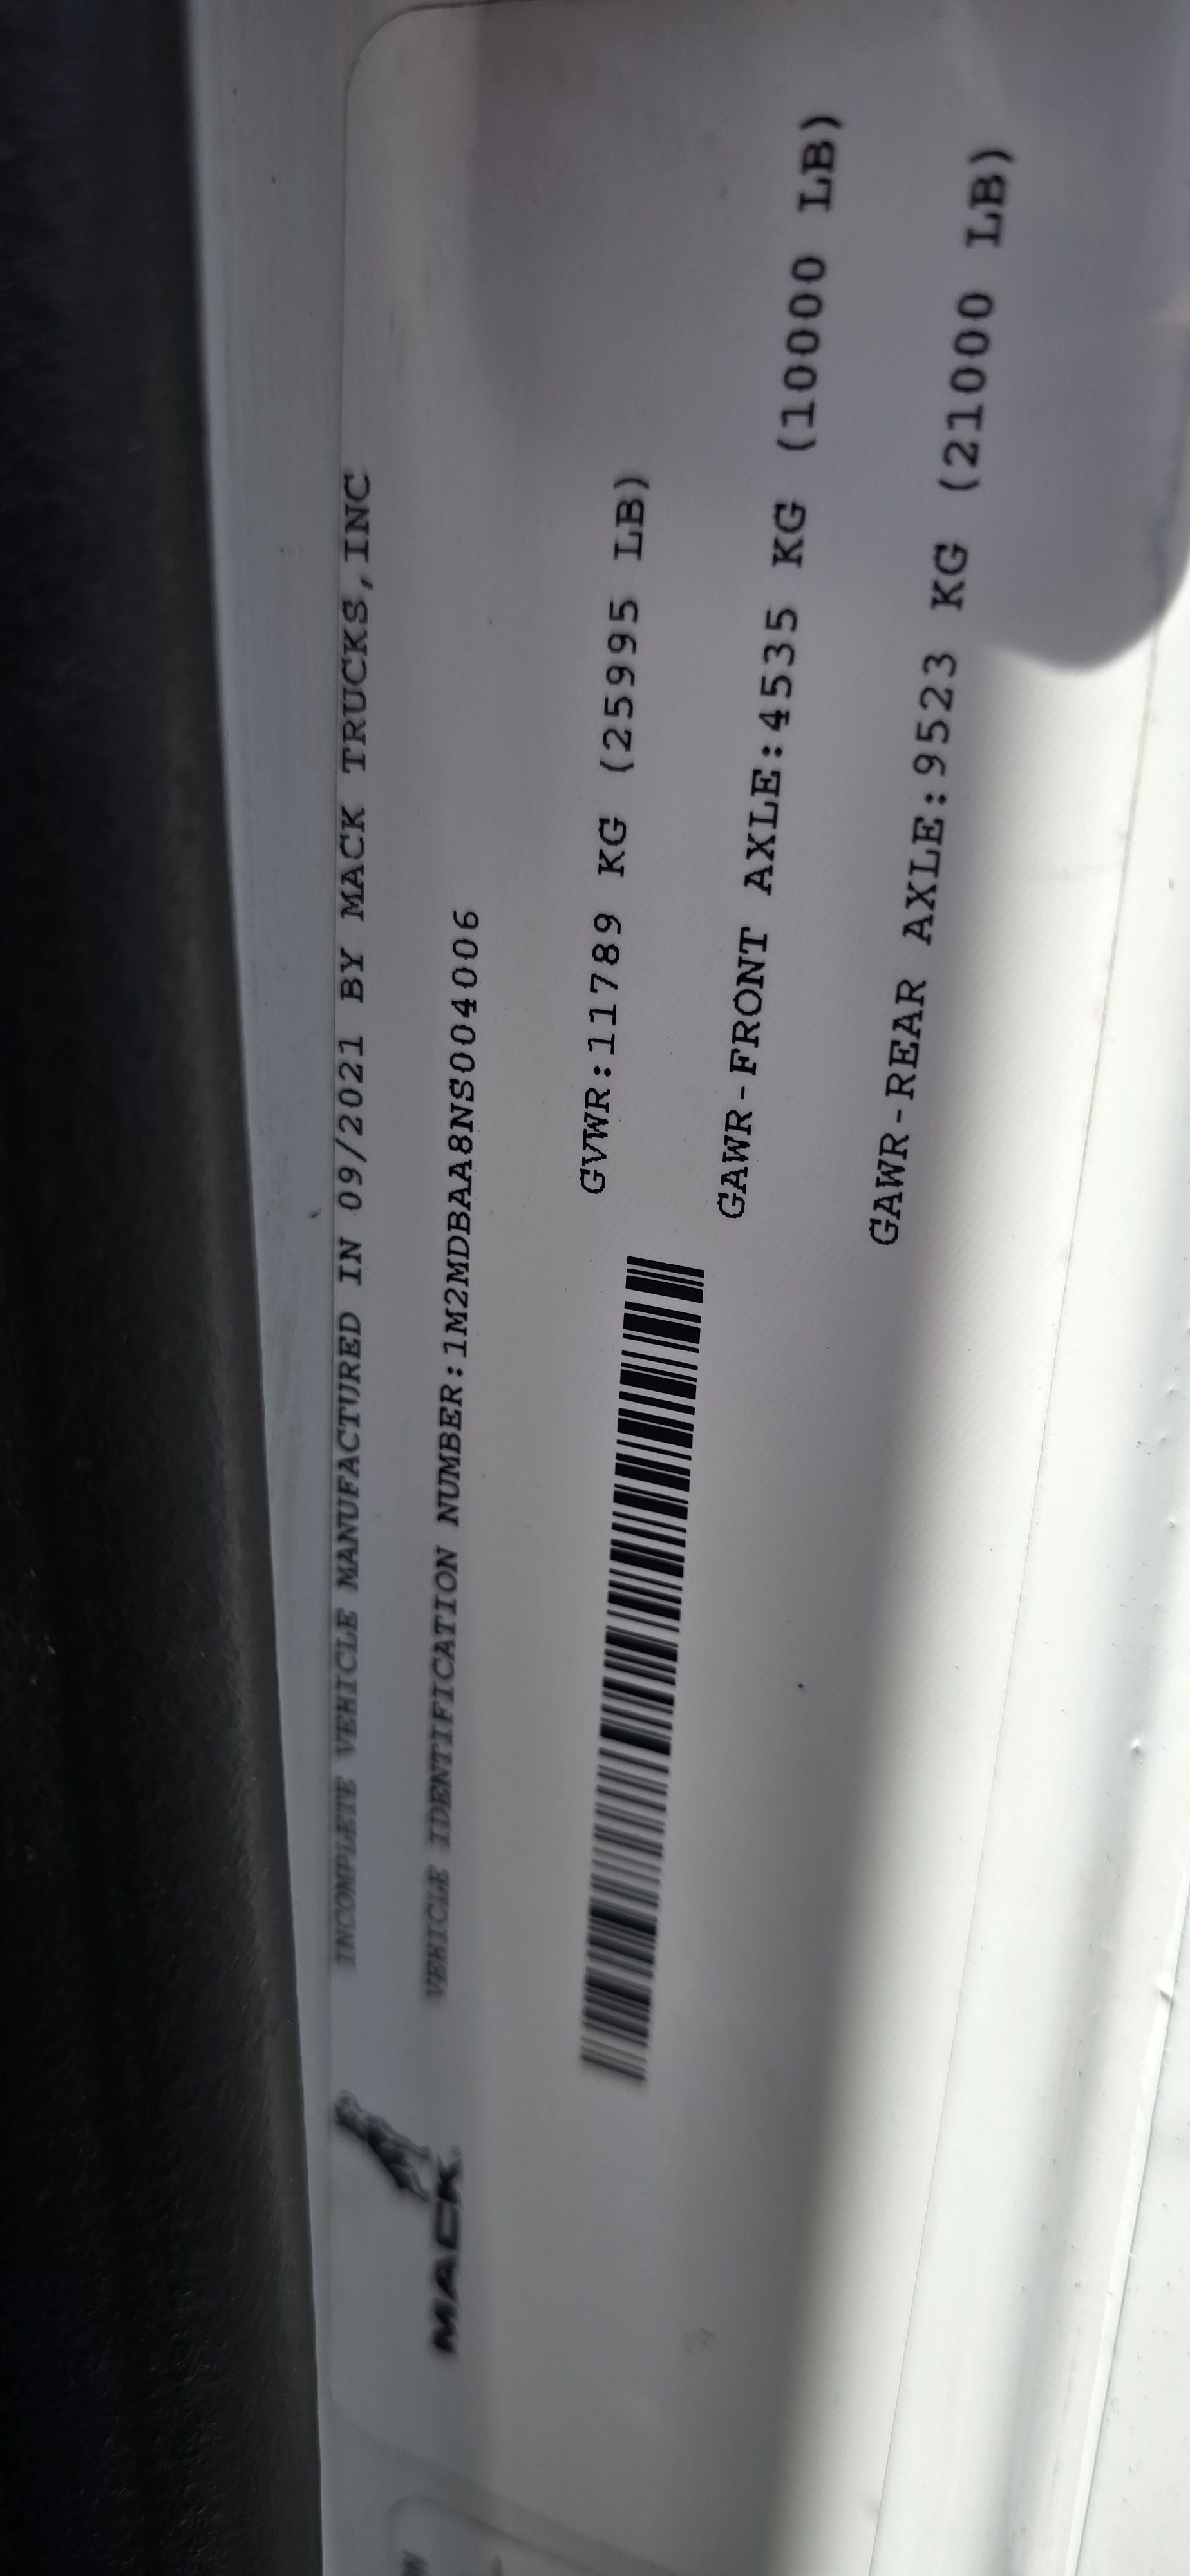 INCOMPLETE VEHICLE MANUFACTURED IN 09/2021 BY MACK TRUCKS,INC
VEHICLE IDENTIFICATION NUMBER:1M2MDBAA8NS004006
MACK
GVWR:11789 KG (25995 LB)
GAWR-FRONT AXLE:4535 KG (10000 LB)
GAWR-REAR AXLE:9523 KG (21000 LB)